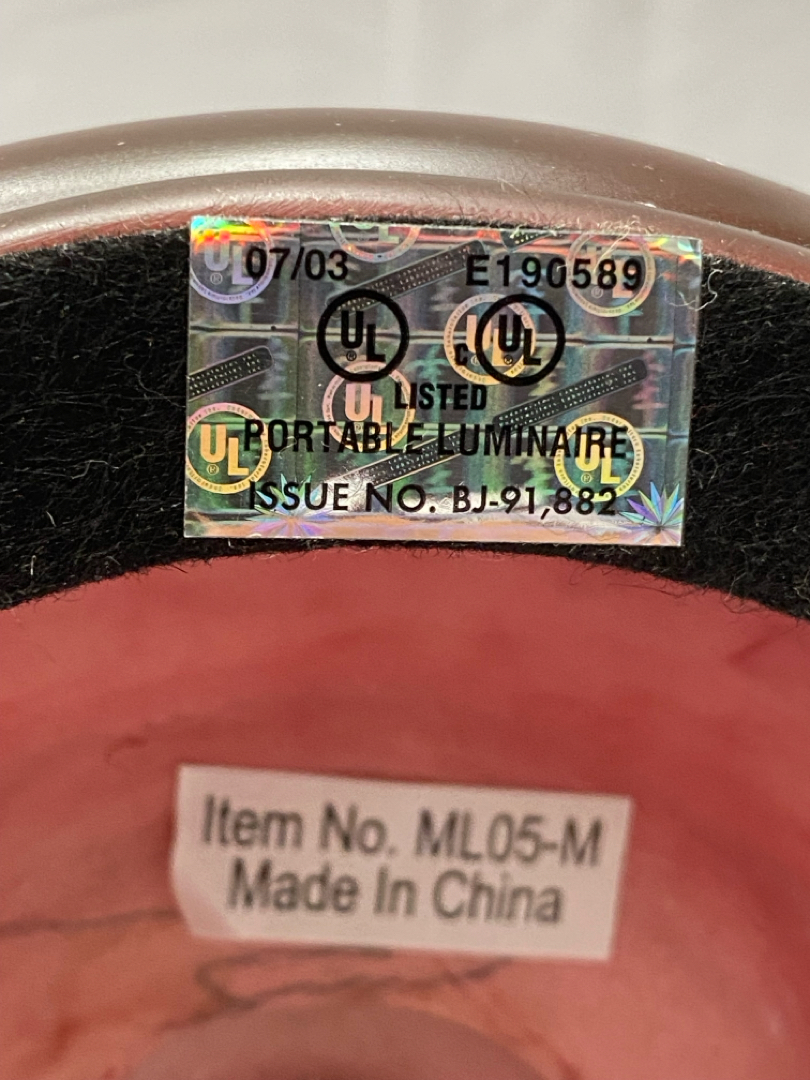 07/03 E190589
UL ® C UL ®
LISTED
PORTABLE LUMINAIRE
ISSUE NO. BJ-91,882
Item No. ML05-M
Made In China